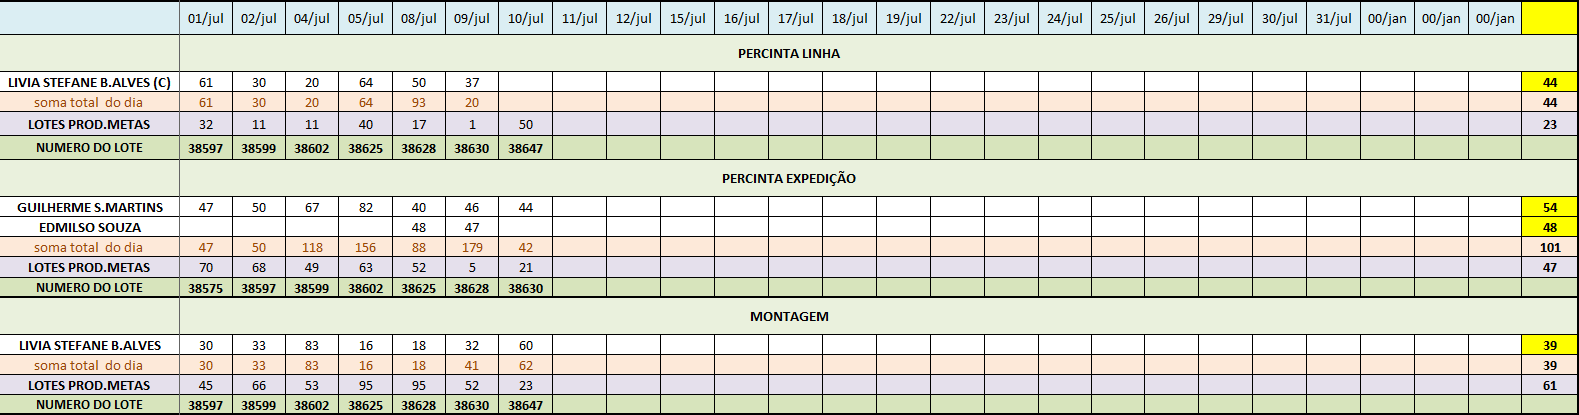 01/jul 02/jul 04/jul 05/jul 08/jul 09/jul 10/jul 11/jul 12/jul 15/jul 16/jul 17/jul 18/jul 19/jul 22/jul 23/jul 24/jul 25/jul 26/jul 29/jul 30/jul 31/jul 00/jan 00/jan 00/jan
PERCINTA LINHA
LIVIA STEFANE B.ALVES (C) 61 30 20 64 50 37 44
soma total do dia 61 30 20 64 93 20 44
LOTES PROD.METAS 32 11 11 40 17 1 50 23
NUMERO DO LOTE 38597 38599 38602 38625 38628 38630 38647
PERCINTA EXPEDIÇÃO
GUILHERME S.MARTINS 47 50 67 82 40 46 44 54
EDMILSO SOUZA 48 47 48
soma total do dia 47 50 118 156 88 179 42 101
LOTES PROD.METAS 70 68 49 63 52 5 21 47
NUMERO DO LOTE 38575 38597 38599 38602 38625 38628 38630
MONTAGEM
LIVIA STEFANE B.ALVES 30 33 83 16 18 32 60 39
soma total do dia 30 33 83 16 18 41 62 39
LOTES PROD.METAS 45 66 53 95 95 52 23 61
NUMERO DO LOTE 38597 38599 38602 38625 38628 38630 38647